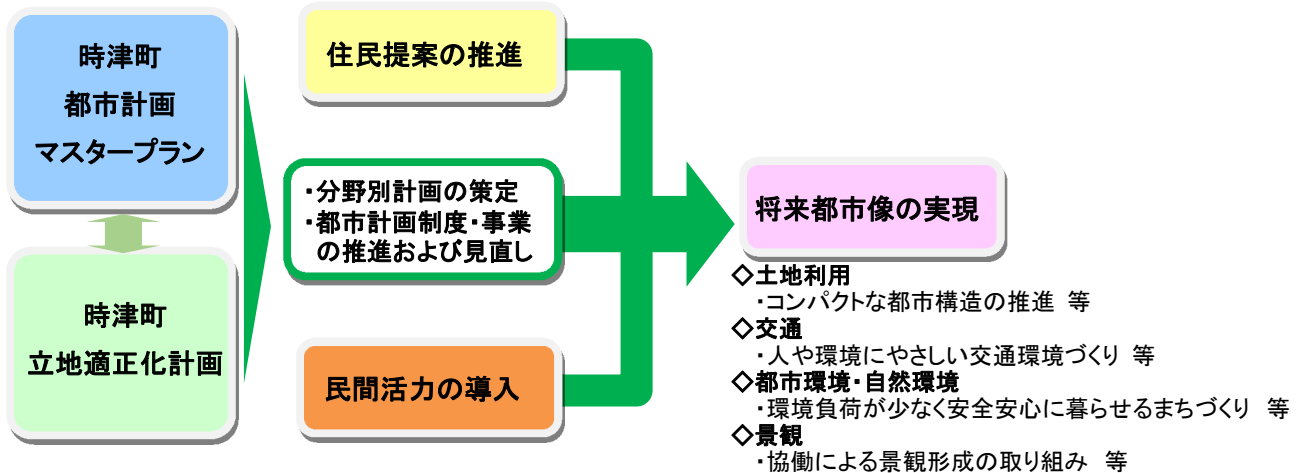 時津町
都市計画
マスタープラン
時津町
立地適正化計画
住民提案の推進
・分野別計画の策定
・都市計画制度・事業
の推進および見直し
民間活力の導入
将来都市像の実現
◇土地利用
・コンパクトな都市構造の推進 等
◇交通
・人や環境にやさしい交通環境づくり 等
◇都市環境・自然環境
・環境負荷が少なく安全安心に暮らせるまちづくり 等
◇景観
・協働による景観形成の取り組み 等